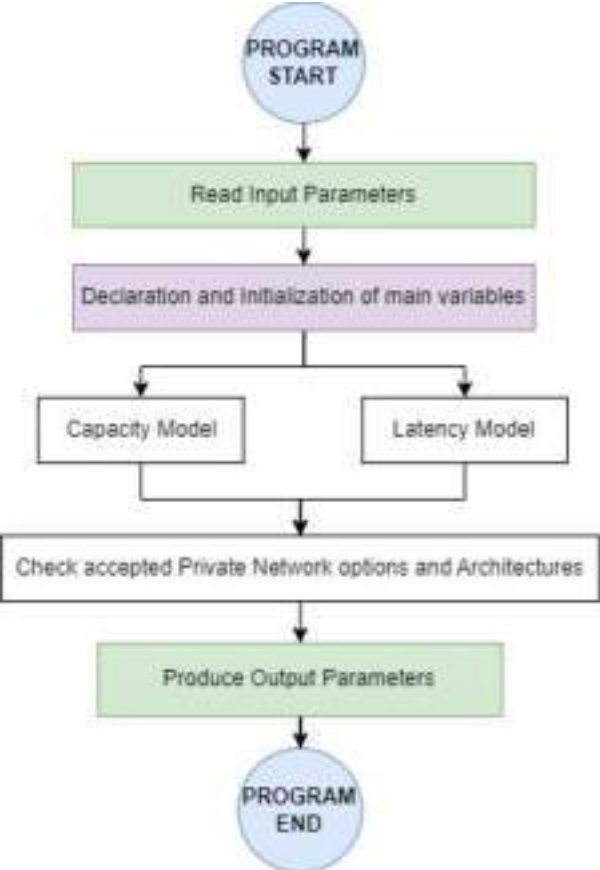 PROGRAM
START
Read Input Parameters
Declaration and Initialization of main variables
Capacity Model
Latency Model
Check accepted Private Network options and Architectures
Produce Output Parameters
PROGRAM
END